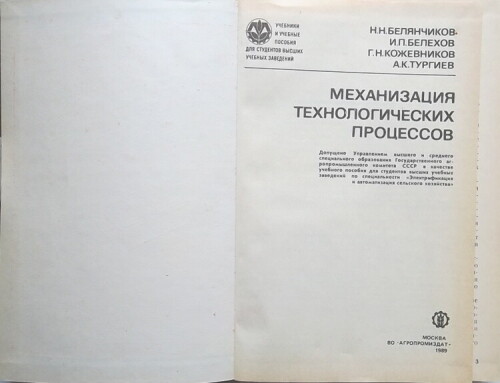 УЧЕБНИКИ
И УЧЕБНЫЕ
ПОСОБИЯ
ДЛЯ СТУДЕНТОВ ВЫСШИХ
УЧЕБНЫХ ЗАВЕДЕНИЙ
Н.Н.БЕЛЯНЧИКОВ
И.П.БЕЛЕХОВ
Г.Н.КОЖЕВНИКОВ
А.К.ТУРГИЕВ
МЕХАНИЗАЦИЯ
ТЕХНОЛОГИЧЕСКИХ
ПРОЦЕССОВ
Допущено Управлением высшего и среднего
специального образования Государственного аг-
ропромышленного комитета СССР в качестве
учебного пособия для студентов высших учебных
заведений по специальности «Электрификация
и автоматизация сельского хозяйства»
МОСКВА
ВО «АГРОПРОМИЗДАТ»
1989